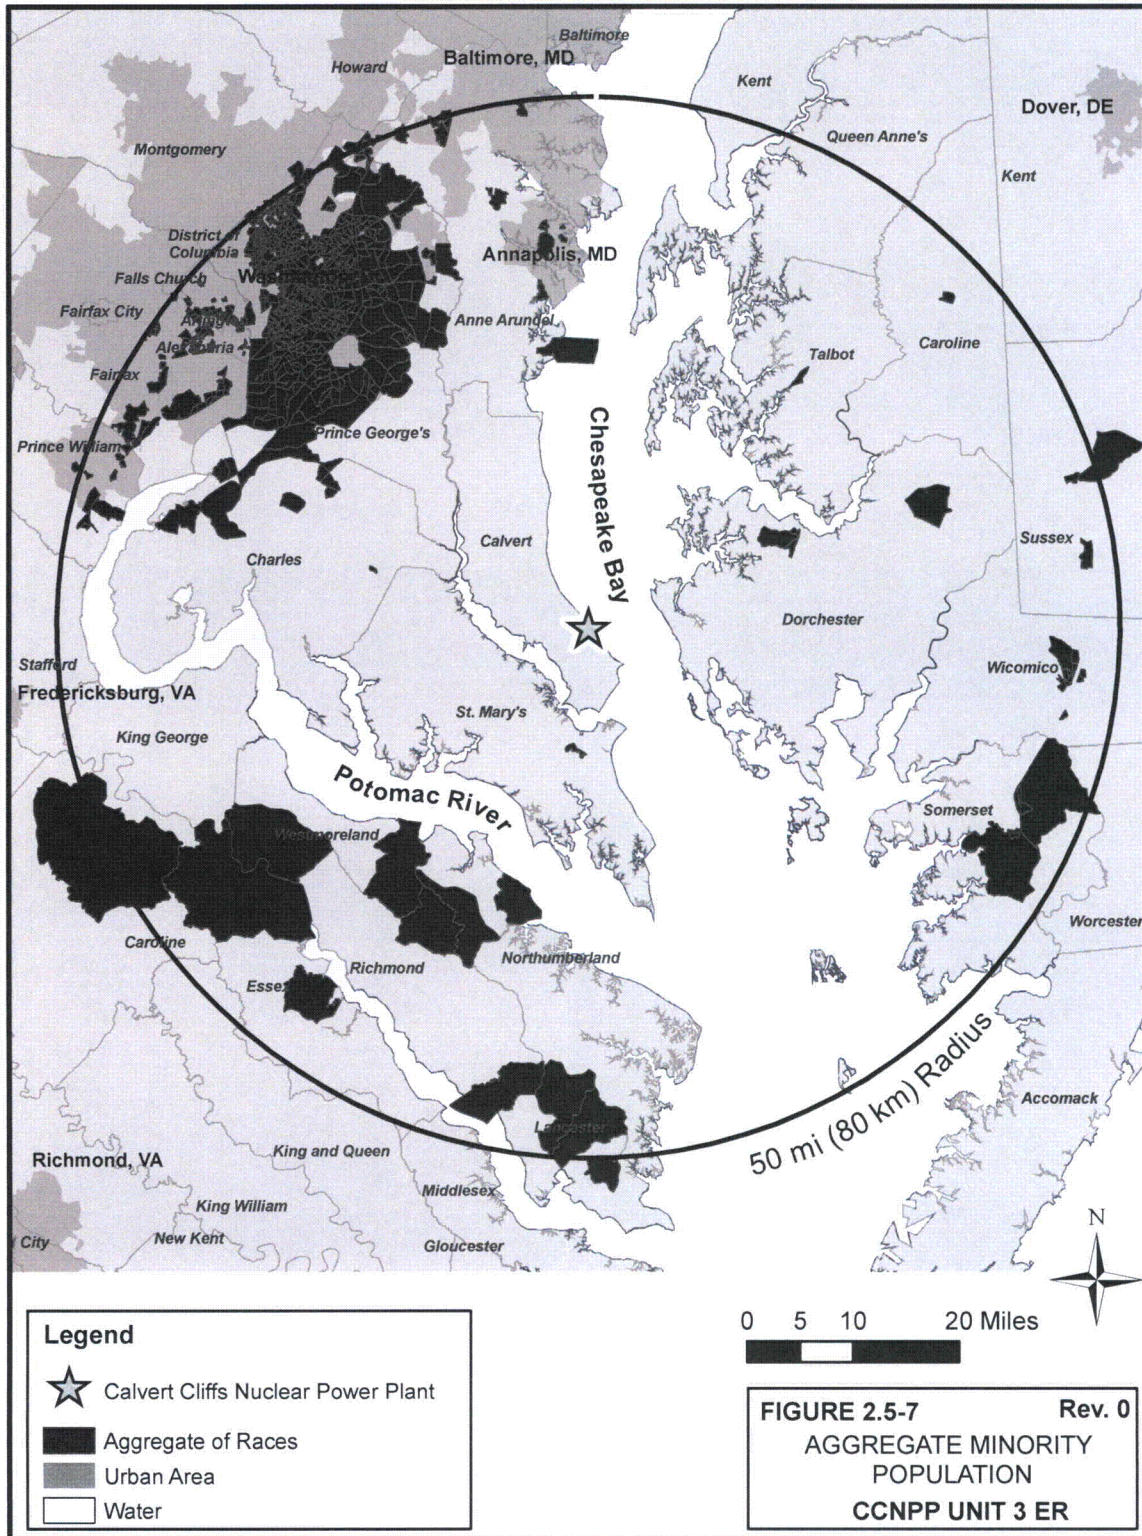 Baltimore
Baltimore, MD
Howard
Kent
Dover, DE
Queen Anne's
Montgomery
Kent
District of
Columbia
Annapolis, MD
Washington
Falls Church
Fairfax City
Arlington
Anne Arundel
Alexandria
Talbot
Caroline
Fairfax
Prince George's
Prince William
Chesapeake Bay
Sussex
Calvert
Charles
Dorchester
Stafford
Wicomico
Fredericksburg, VA
St. Mary's
King George
Potomac River
Somerset
Westmoreland
Worcester
Caroline
Northumberland
Richmond
Essex
50 mi (80 km) Radius
Accomack
Lancaster
King and Queen
Richmond, VA
Middlesex
King William
New Kent
City
Gloucester
N
Legend
Calvert Cliffs Nuclear Power Plant
Aggregate of Races
Urban Area
Water
0 5 10 20 Miles
FIGURE 2.5-7 Rev. 0
AGGREGATE MINORITY
POPULATION
CCNPP UNIT 3 ER